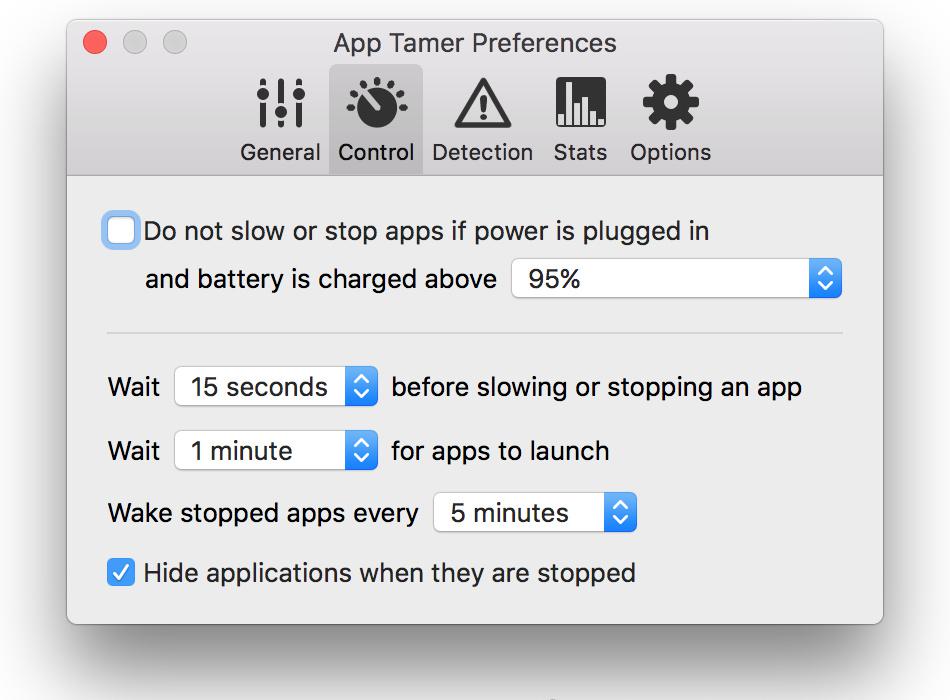 App Tamer Preferences
General Control Detection Stats Options
Do not slow or stop apps if power is plugged in
and battery is charged above 95%
Wait 15 seconds before slowing or stopping an app
Wait 1 minute for apps to launch
Wake stopped apps every 5 minutes
Hide applications when they are stopped